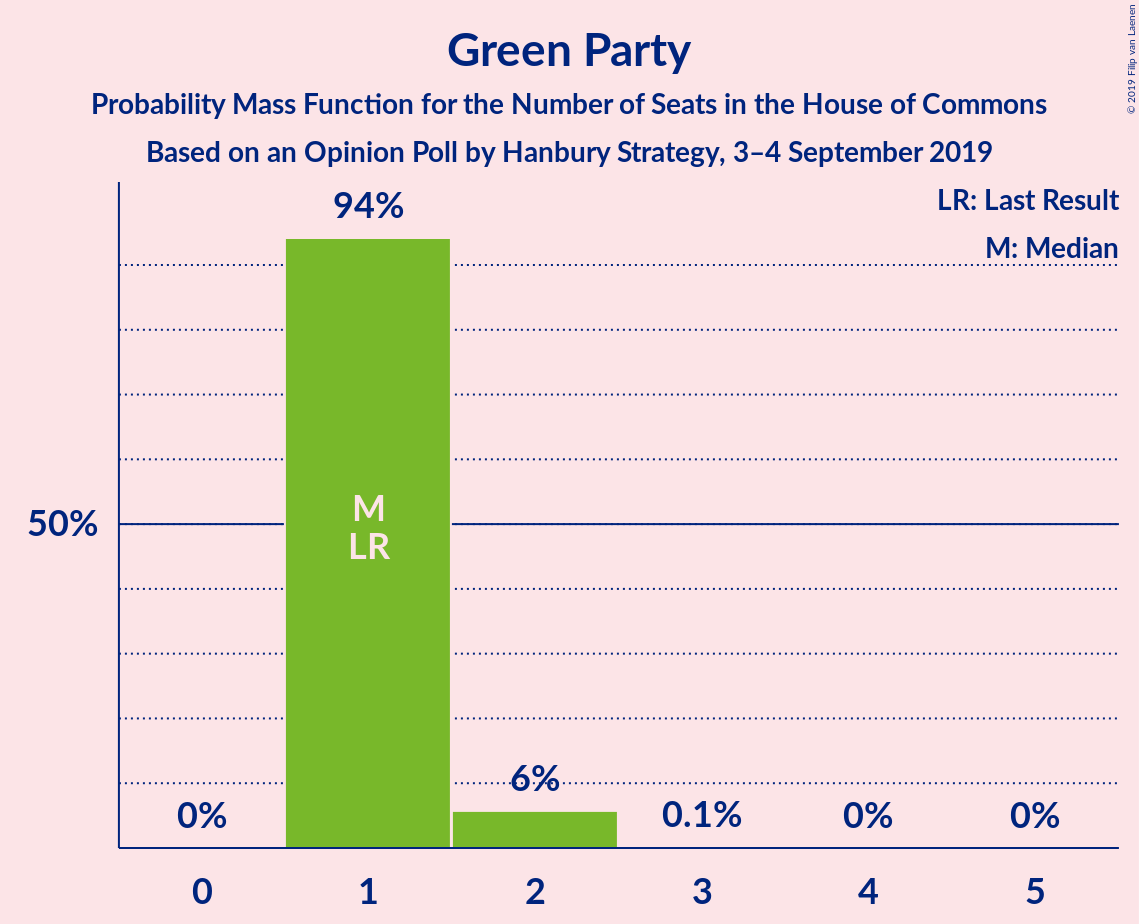 Green Party
Probability Mass Function for the Number of Seats in the House of Commons
Based on an Opinion Poll by Hanbury Strategy, 3–4 September 2019
© 2019 Filip van Laenen
LR: Last Result
M: Median
94%
50%
M
LR
6%
0%
0.1%
0%
0%
0
1
2
3
4
5